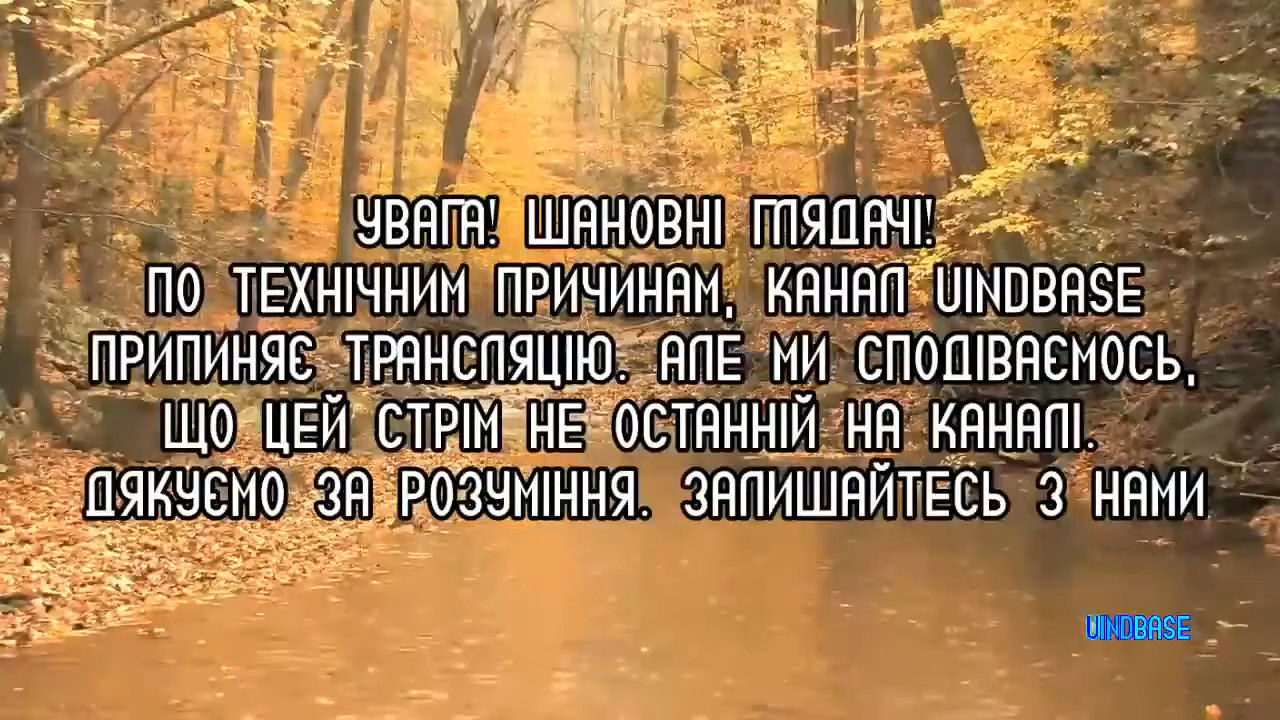 УВАГА! ШАНОВНІ ГЛЯДАЧІ!
ПО ТЕХНІЧНИМ ПРИЧИНАМ, КАНАЛ UINDBASE
ПРИПИНЯЄ ТРАНСЛЯЦІЮ. АЛЕ МИ СПОДІВАЄМОСЬ,
ЩО ЦЕЙ СТРІМ НЕ ОСТАННІЙ НА КАНАЛІ.
ДЯКУЄМО ЗА РОЗУМІННЯ. ЗАЛИШАЙТЕСЬ З НАМИ
UINDBASE